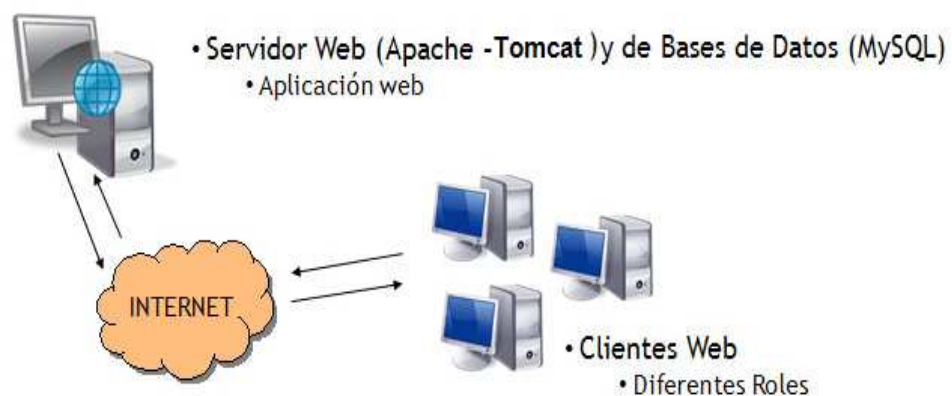 • Servidor Web (Apache -Tomcat )y de Bases de Datos (MySQL)
• Aplicación web
INTERNET
• Clientes Web
• Diferentes Roles